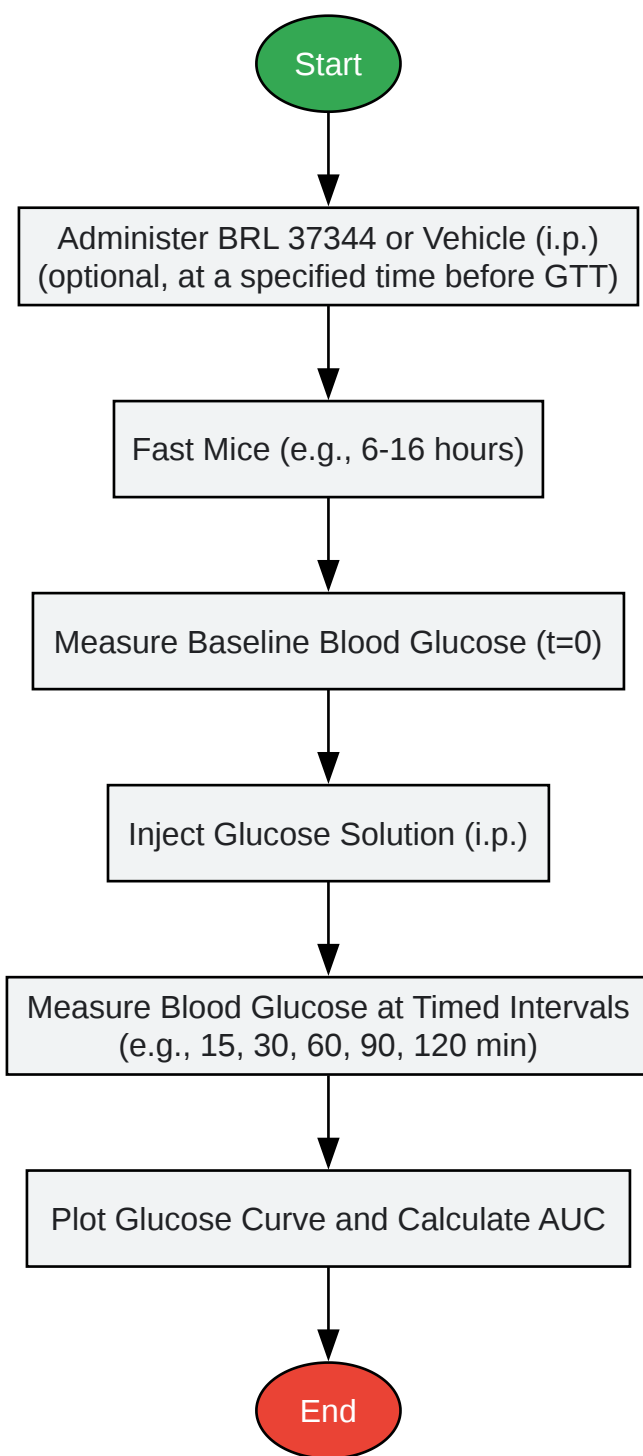 Start
Administer BRL 37344 or Vehicle (i.p.)
(optional, at a specified time before GTT)
Fast Mice (e.g., 6-16 hours)
Measure Baseline Blood Glucose (t=0)
Inject Glucose Solution (i.p.)
Measure Blood Glucose at Timed Intervals
(e.g., 15, 30, 60, 90, 120 min)
Plot Glucose Curve and Calculate AUC
End